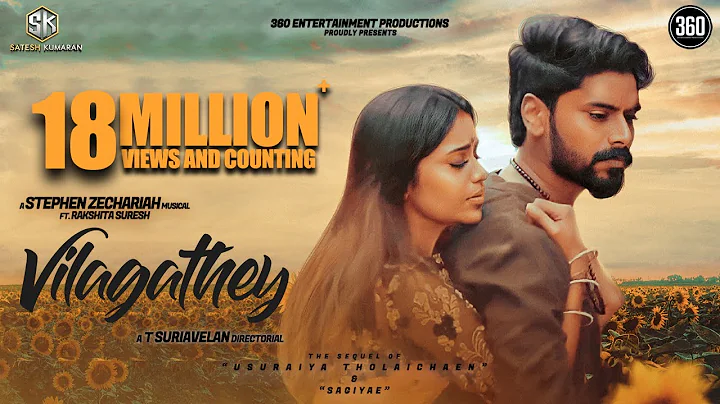 SK
SATESH KUMARAN
360 ENTERTAINMENT PRODUCTIONS
PROUDLY PRESENTS
360
18 MILLION+
VIEWS AND COUNTING
A STEPHEN ZECHARIAH MUSICAL
FT. RAKSHITA SURESH
Vilagathey
A T SURIAVELAN DIRECTORIAL
THE SEQUEL OF
"USURAIYA THOLAICHAEN"
&
"SAGIYAE"